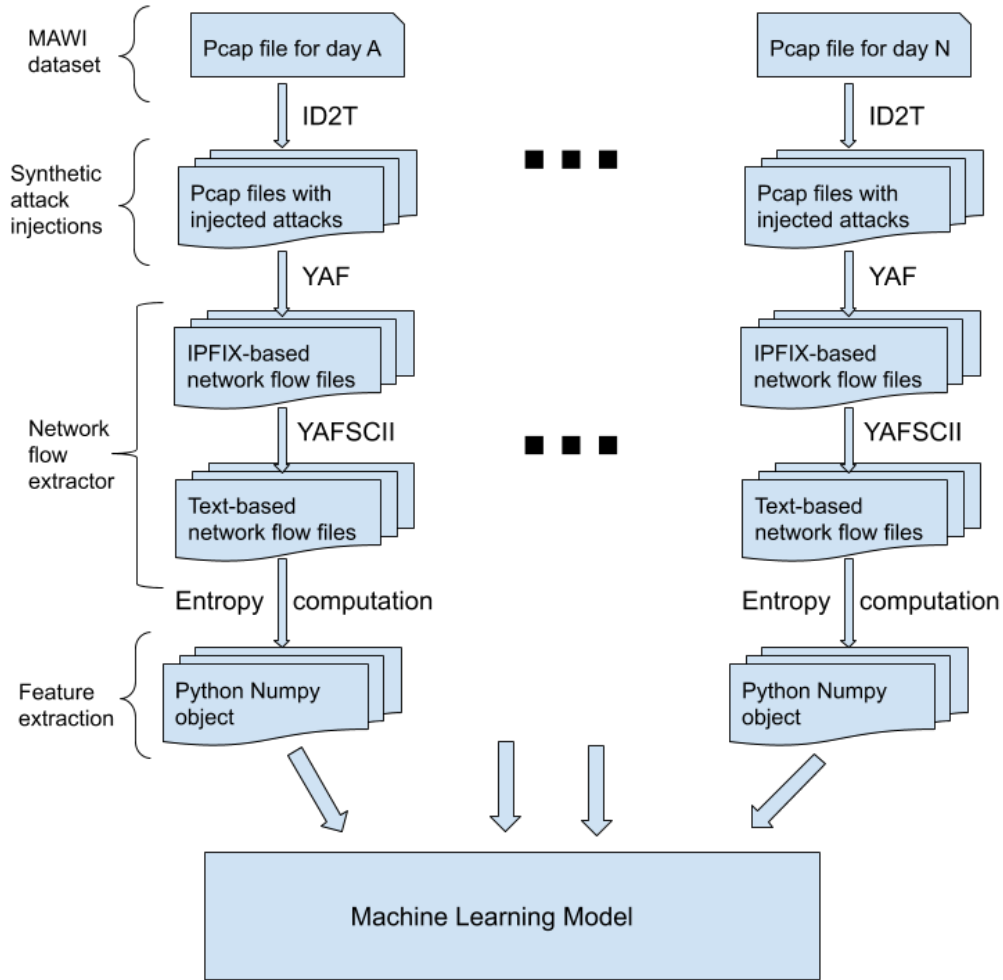 MAWI
dataset
Pcap file for day A
Pcap file for day N
ID2T
ID2T
Synthetic
attack
injections
Pcap files with
injected attacks
Pcap files with
injected attacks
YAF
YAF
IPFIX-based
network flow files
IPFIX-based
network flow files
Network
flow
extractor
YAFSCII
YAFSCII
Text-based
network flow files
Text-based
network flow files
Entropy computation
Entropy computation
Feature
extraction
Python Numpy
object
Python Numpy
object
Machine Learning Model